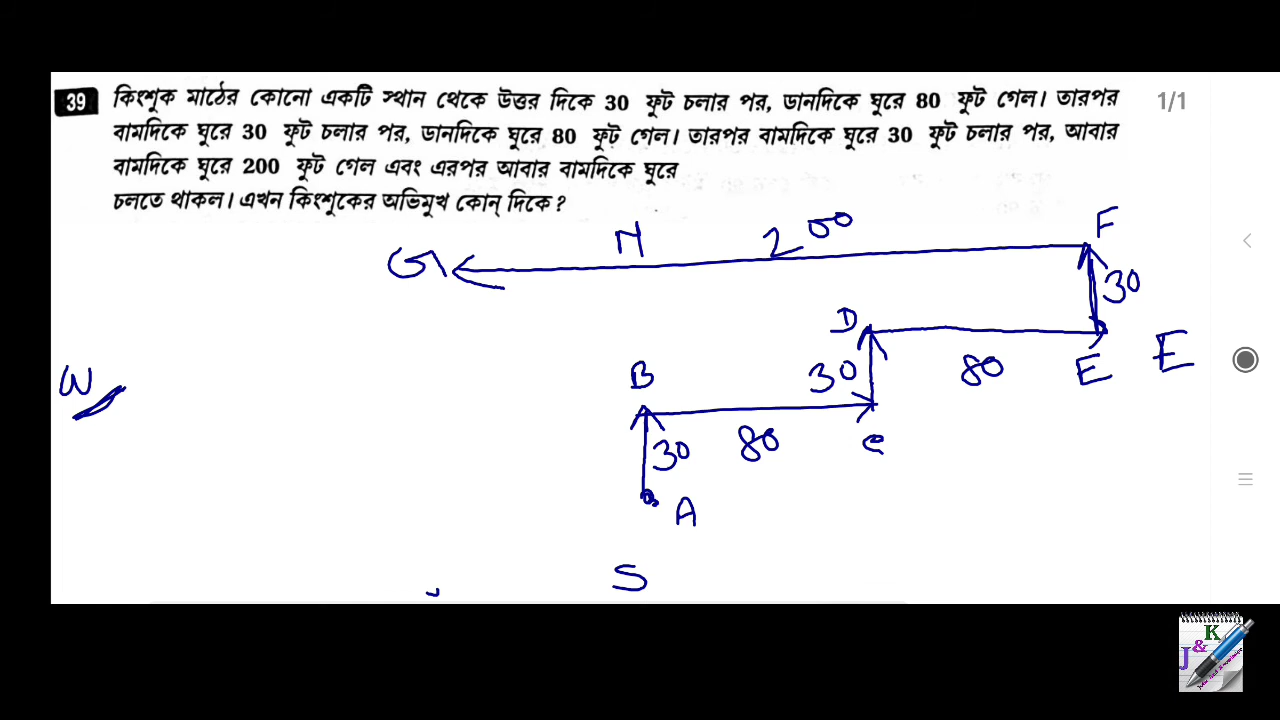 39 কিংশুক মাঠের কোনো একটি স্থান থেকে উত্তর দিকে 30 ফুট চলার পর, ডানদিকে ঘুরে 80 ফুট গেল। তারপর
বামদিকে ঘুরে 30 ফুট চলার পর, ডানদিকে ঘুরে 80 ফুট গেল। তারপর বামদিকে ঘুরে 30 ফুট চলার পর, আবার
বামদিকে ঘুরে 200 ফুট গেল এবং এরপর আবার বামদিকে ঘুরে
চলতে থাকল। এখন কিংশুকের অভিমুখ কোন্ দিকে?
1/1
N 200 F
G
30
D
E E
30 80
W
B
30 80 C
A
S
J & K